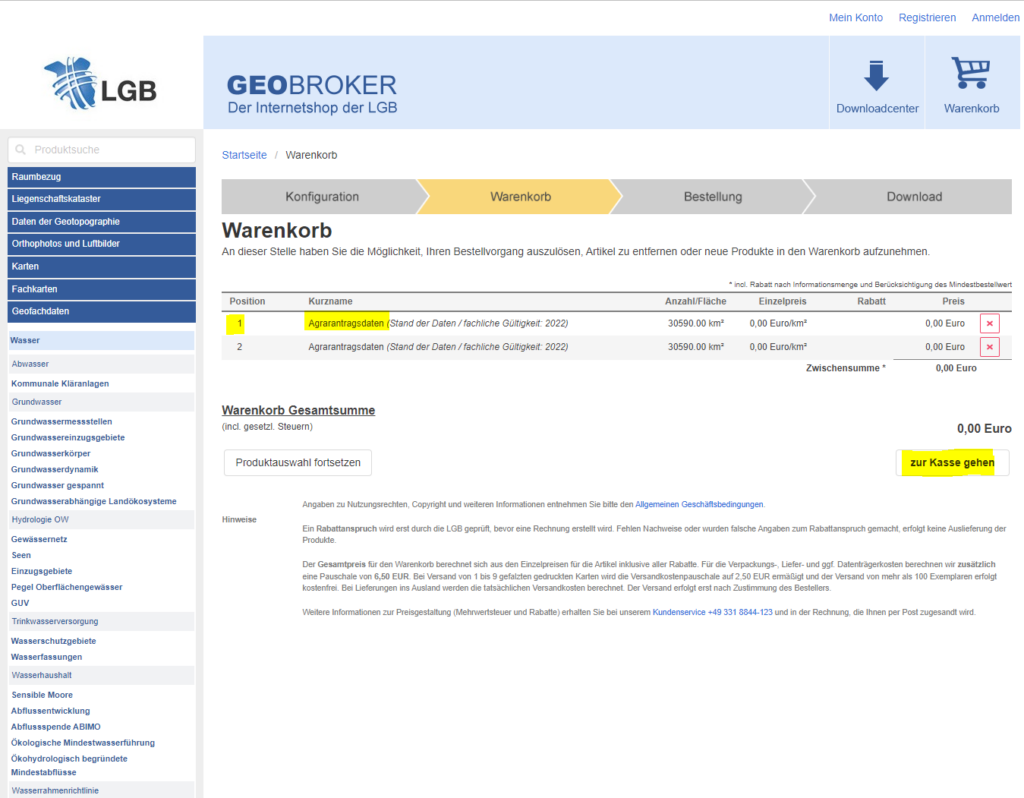 Mein Konto Registrieren Anmelden
LGB
GEOBROKER
Der Internetshop der LGB
Downloadcenter Warenkorb
Produktsuche
Raumbezug
Liegenschaftskataster
Daten der Geotopographie
Orthophotos und Luftbilder
Karten
Fachkarten
Geofachdaten
Wasser
Abwasser
Kommunale Kläranlagen
Grundwasser
Grundwassermessstellen
Grundwassereinzugsgebiete
Grundwasserkörper
Grundwasserdynamik
Grundwasser gespannt
Grundwasserabhängige Landökosysteme
Hydrologie OW
Gewässernetz
Seen
Einzugsgebiete
Pegel Oberflächengewässer
GUV
Trinkwasserversorgung
Wasserschutzgebiete
Wasserfassungen
Wasserhaushalt
Sensible Moore
Abflussentwicklung
Abflussspende ABIMO
Ökologische Mindestwasserführung
Ökohydrologisch begründete
Mindestabflüsse
Wasserrahmenrichtlinie
Startseite / Warenkorb
Konfiguration Warenkorb Bestellung Download
Warenkorb
An dieser Stelle haben Sie die Möglichkeit, Ihren Bestellvorgang auszulösen, Artikel zu entfernen oder neue Produkte in den Warenkorb aufzunehmen.
* incl. Rabatt nach Informationsmenge und Berücksichtigung des Mindestbestellwert
Position Kurzname Anzahl/Fläche Einzelpreis Rabatt Preis
1 Agrarantragsdaten (Stand der Daten / fachliche Gültigkeit: 2022) 30590.00 km² 0,00 Euro/km² 0,00 Euro
2 Agrarantragsdaten (Stand der Daten / fachliche Gültigkeit: 2022) 30590.00 km² 0,00 Euro/km² 0,00 Euro
Zwischensumme * 0,00 Euro
Warenkorb Gesamtsumme
(incl. gesetzl. Steuern)
0,00 Euro
Produktauswahl fortsetzen zur Kasse gehen
Hinweise
Angaben zu Nutzungsrechten, Copyright und weiteren Informationen entnehmen Sie bitte den Allgemeinen Geschäftsbedingungen.
Ein Rabattanspruch wird erst durch die LGB geprüft, bevor eine Rechnung erstellt wird. Fehlen Nachweise oder wurden falsche Angaben zum Rabattanspruch gemacht, erfolgt keine Auslieferung der
Produkte.
Der Gesamtpreis für den Warenkorb berechnet sich aus den Einzelpreisen für die Artikel inklusive aller Rabatte. Für die Verpackungs-, Liefer- und ggf. Datenträgerkosten berechnen wir zusätzlich
eine Pauschale von 6,50 EUR. Bei Versand von 1 bis 9 gefalzten gedruckten Karten wird die Versandkostenpauschale auf 2,50 EUR ermäßigt und der Versand von mehr als 100 Exemplaren erfolgt
kostenfrei. Bei Lieferungen ins Ausland werden die tatsächlichen Versandkosten berechnet. Der Versand erfolgt erst nach Zustimmung des Bestellers.
Weitere Informationen zur Preisgestaltung (Mehrwertsteuer und Rabatte) erhalten Sie bei unserem Kundenservice +49 331 8844-123 und in der Rechnung, die Ihnen per Post zugesandt wird.